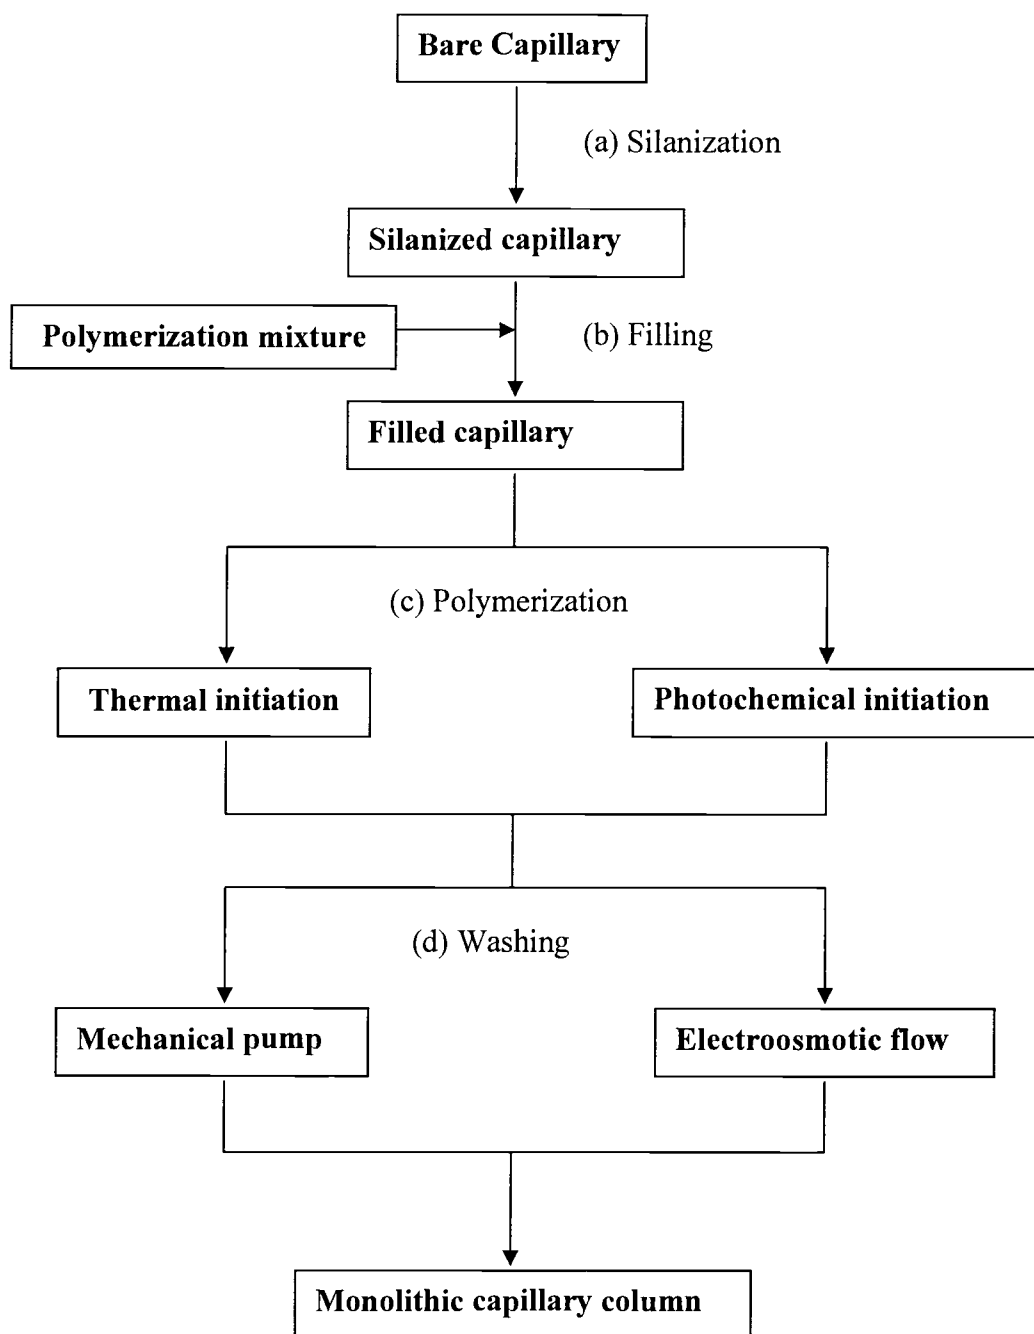 Bare Capillary
(a) Silanization
Silanized capillary
Polymerization mixture
(b) Filling
Filled capillary
(c) Polymerization
Thermal initiation
Photochemical initiation
(d) Washing
Mechanical pump
Electroosmotic flow
Monolithic capillary column